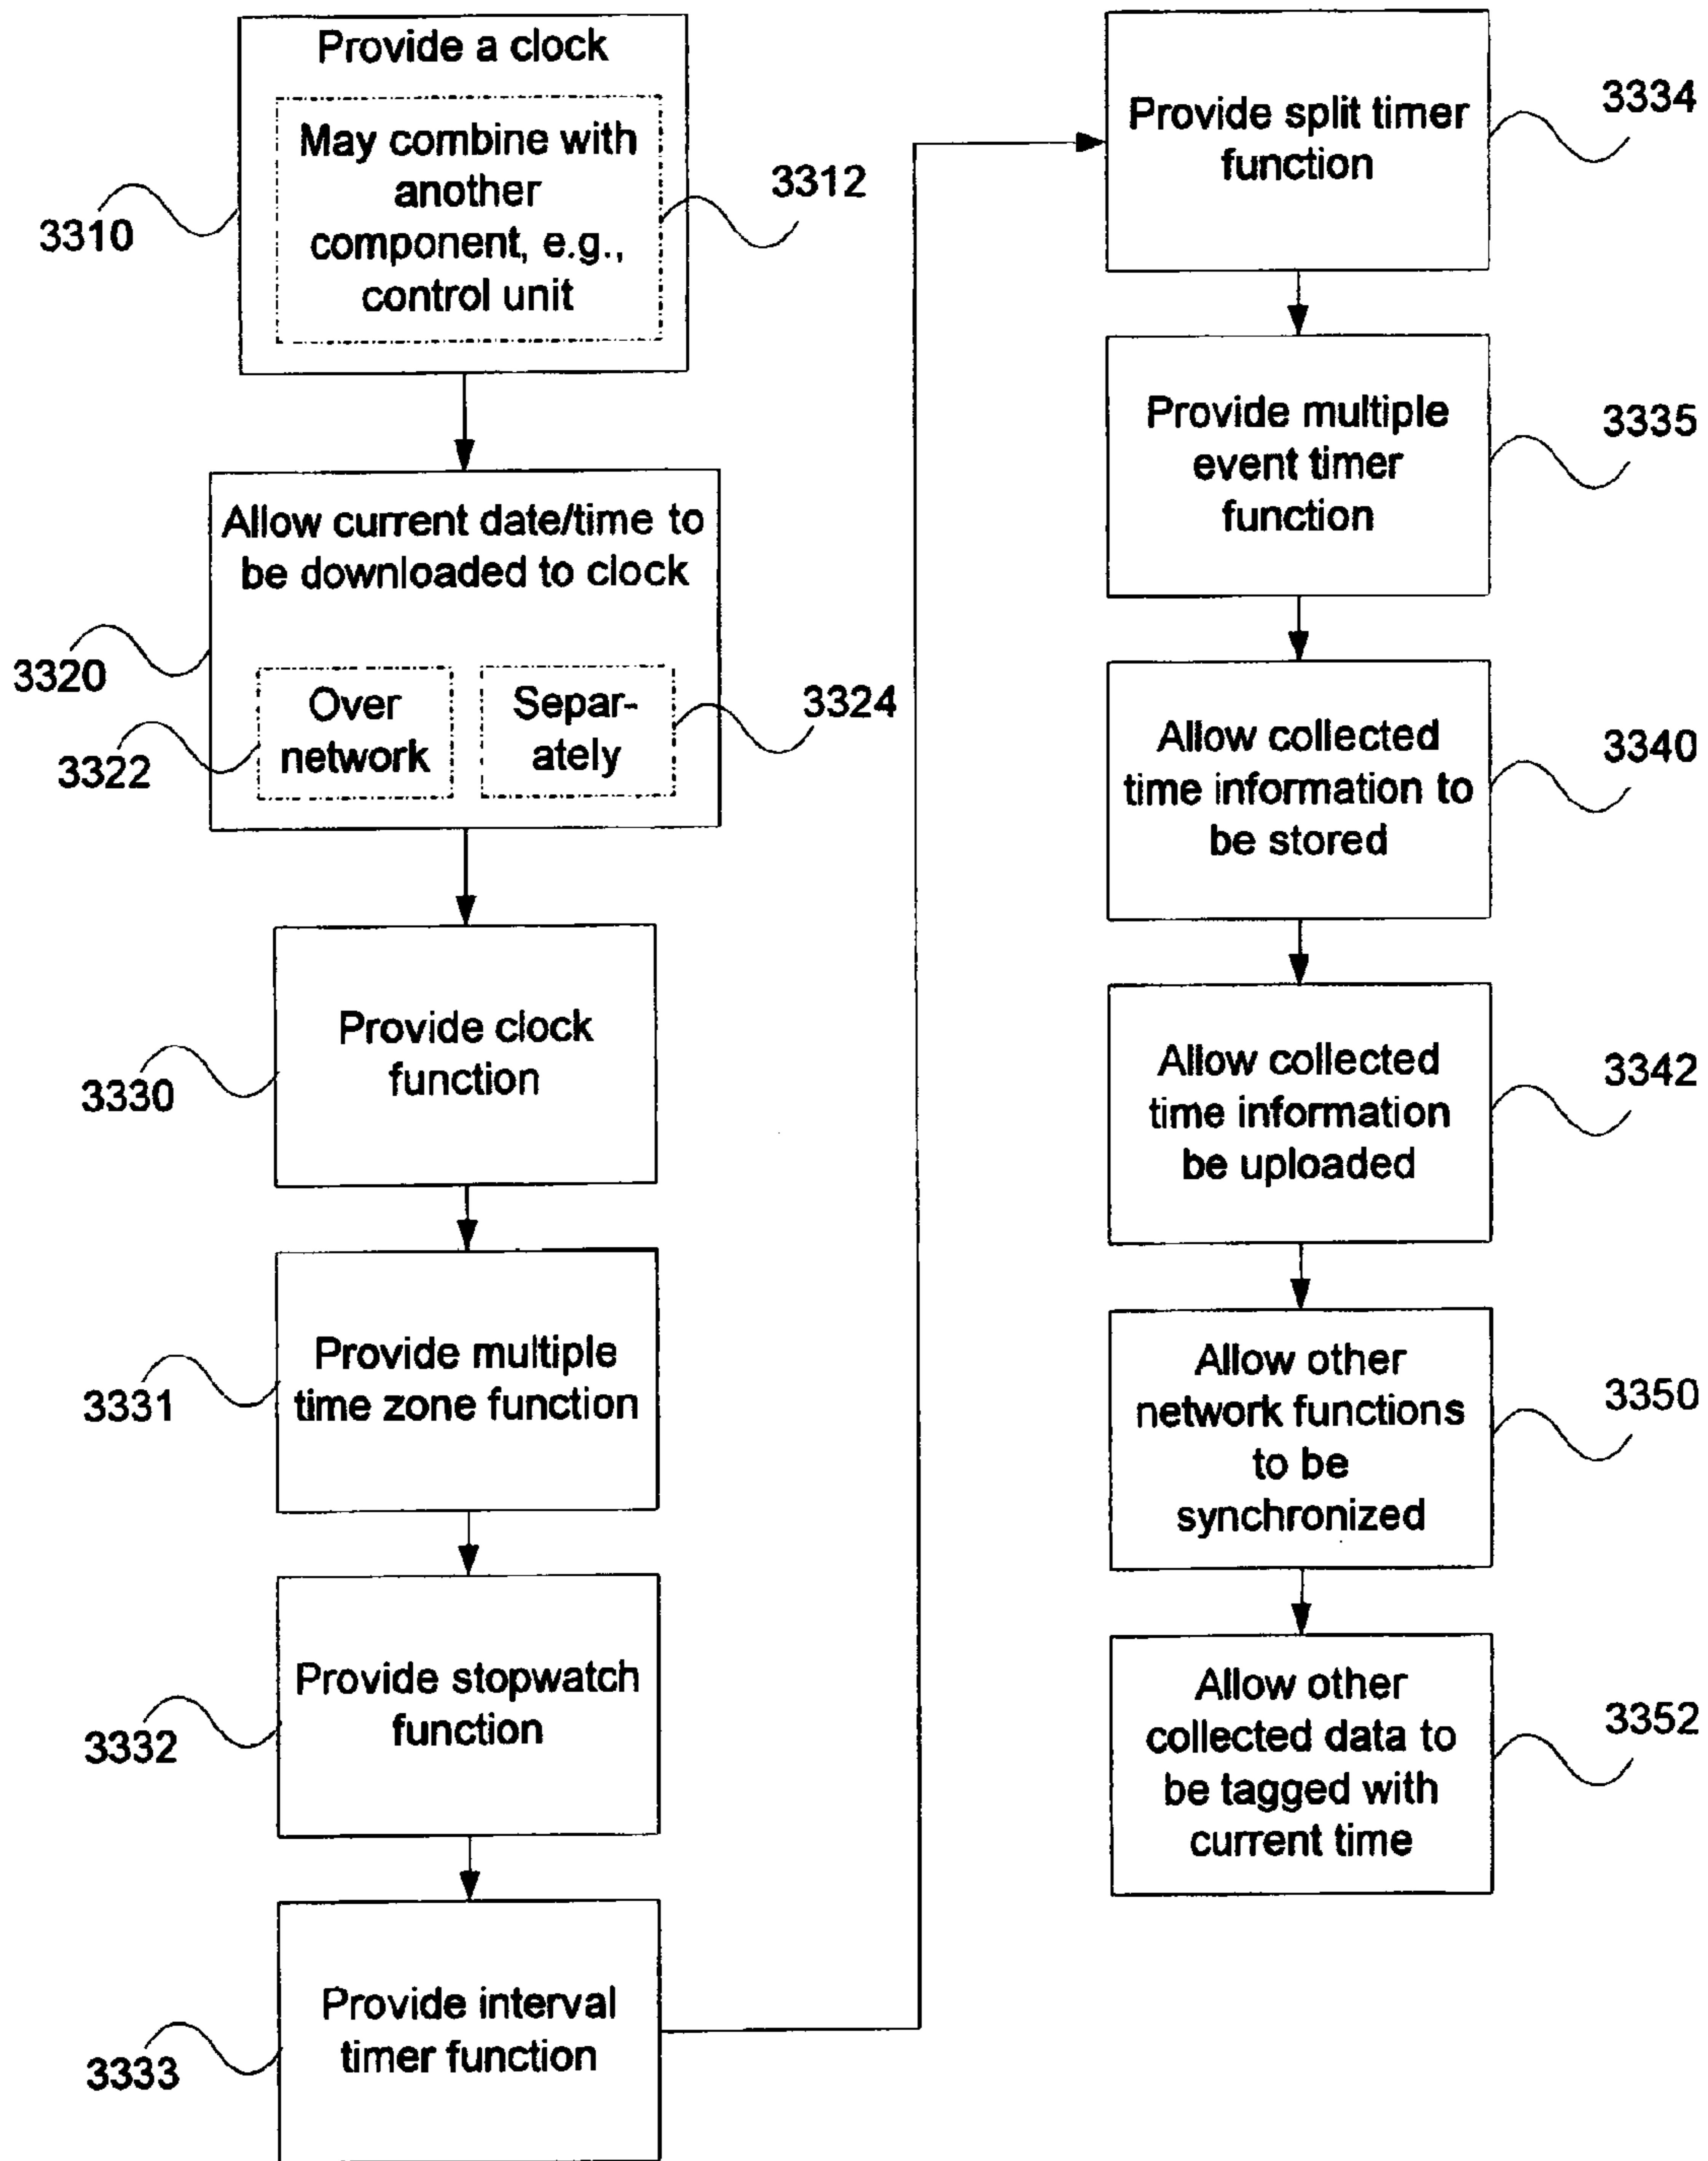 Provide a clock
May combine with
another
component, e.g.,
control unit
3310
3312
Allow current date/time to
be downloaded to clock
3320
Over
network
3322
Separ-
ately
3324
Provide clock
function
3330
Provide multiple
time zone function
3331
Provide stopwatch
function
3332
Provide interval
timer function
3333
Provide split timer
function
3334
Provide multiple
event timer
function
3335
Allow collected
time information to
be stored
3340
Allow collected
time information
be uploaded
3342
Allow other
network functions
to be
synchronized
3350
Allow other
collected data to
be tagged with
current time
3352